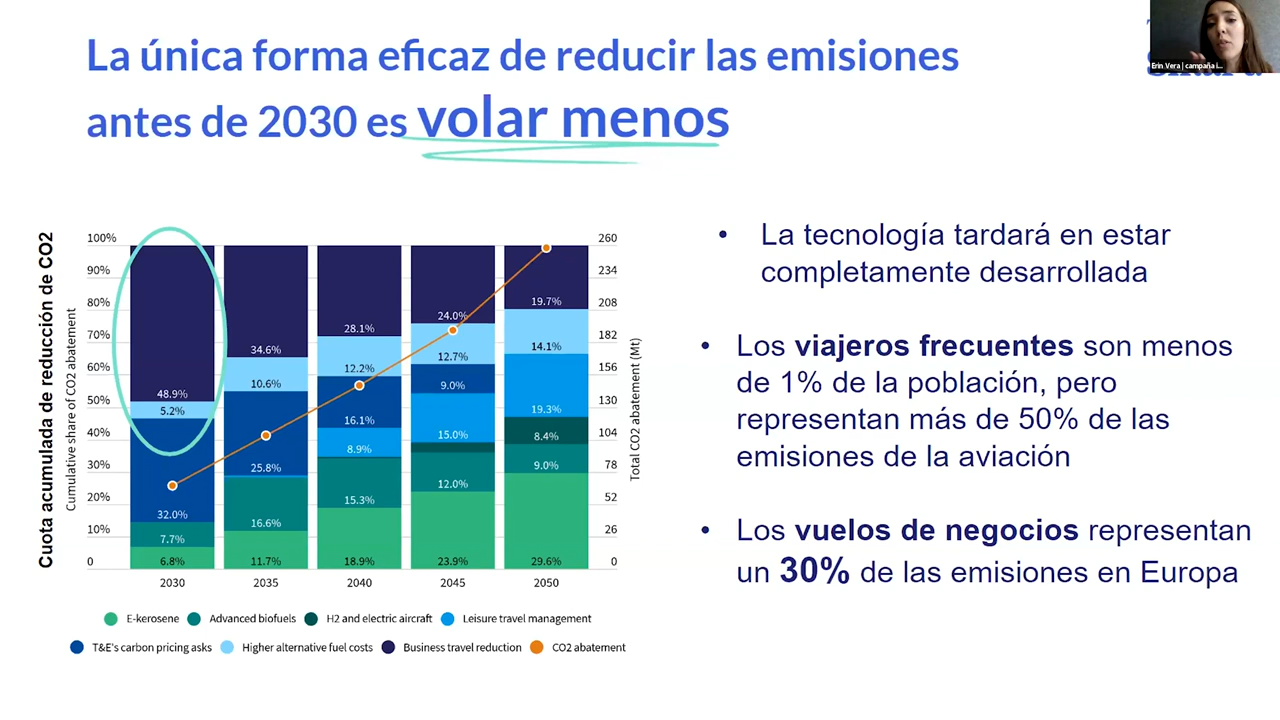 La única forma eficaz de reducir las emisiones
antes de 2030 es volar menos
Erin Vera | campaña i...
Cuota acumulada de reducción de CO2
Cumulative share of CO2 abatement
100%
90%
80%
70%
60%
50%
40%
30%
20%
10%
0
48.9%
5.2%
32.0%
7.7%
6.8%
34.6%
10.6%
25.8%
16.6%
11.7%
28.1%
12.2%
16.1%
8.9%
15.3%
18.9%
24.0%
12.7%
9.0%
15.0%
12.0%
23.9%
19.7%
14.1%
19.3%
8.4%
9.0%
29.6%
260
234
208
182
156
130
104
78
52
26
0
Total CO2 abatement (Mt)
2030 2035 2040 2045 2050
E-kerosene Advanced biofuels H2 and electric aircraft Leisure travel management
T&E's carbon pricing asks Higher alternative fuel costs Business travel reduction CO2 abatement
• La tecnología tardará en estar
completamente desarrollada
• Los viajeros frecuentes son menos
de 1% de la población, pero
representan más de 50% de las
emisiones de la aviación
• Los vuelos de negocios representan
un 30% de las emisiones en Europa